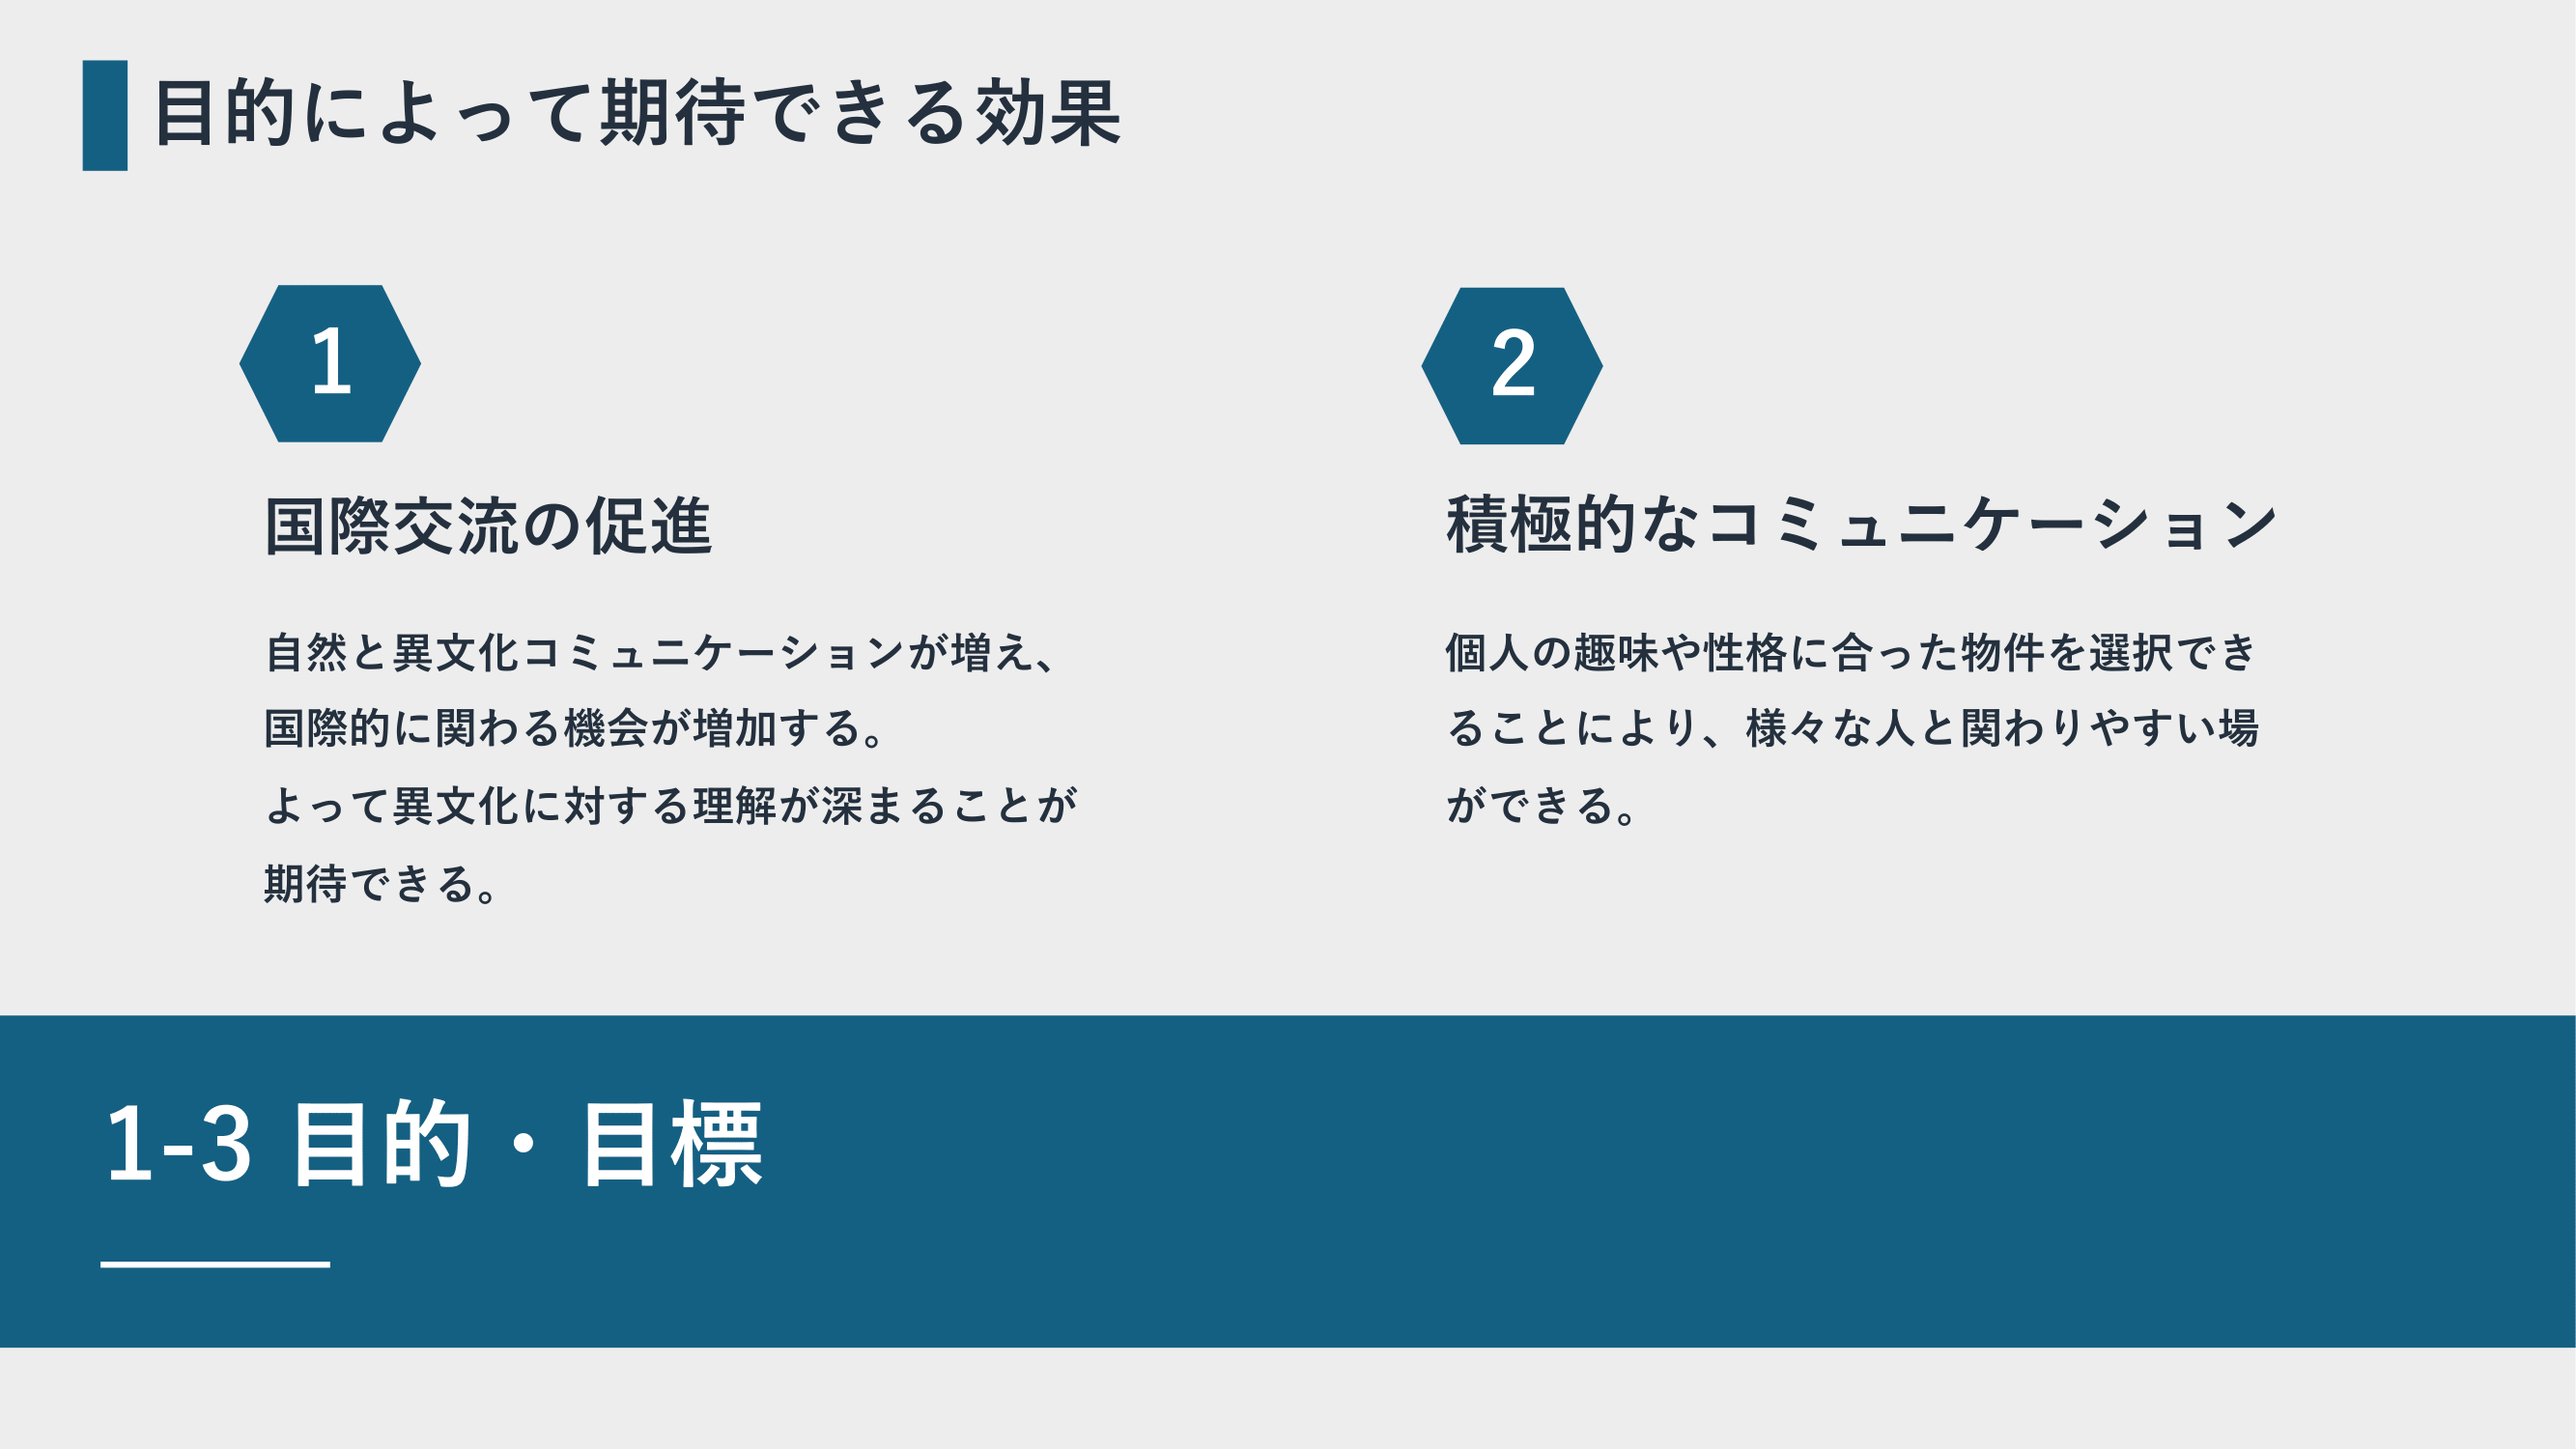 目的によって期待できる効果
1
国際交流の促進
自然と異文化コミュニケーションが増え、
国際的に関わる機会が増加する。
よって異文化に対する理解が深まることが
期待できる。
2
積極的なコミュニケーション
個人の趣味や性格に合った物件を選択でき
ることにより、様々な人と関わりやすい場
ができる。
1-3 目的・目標